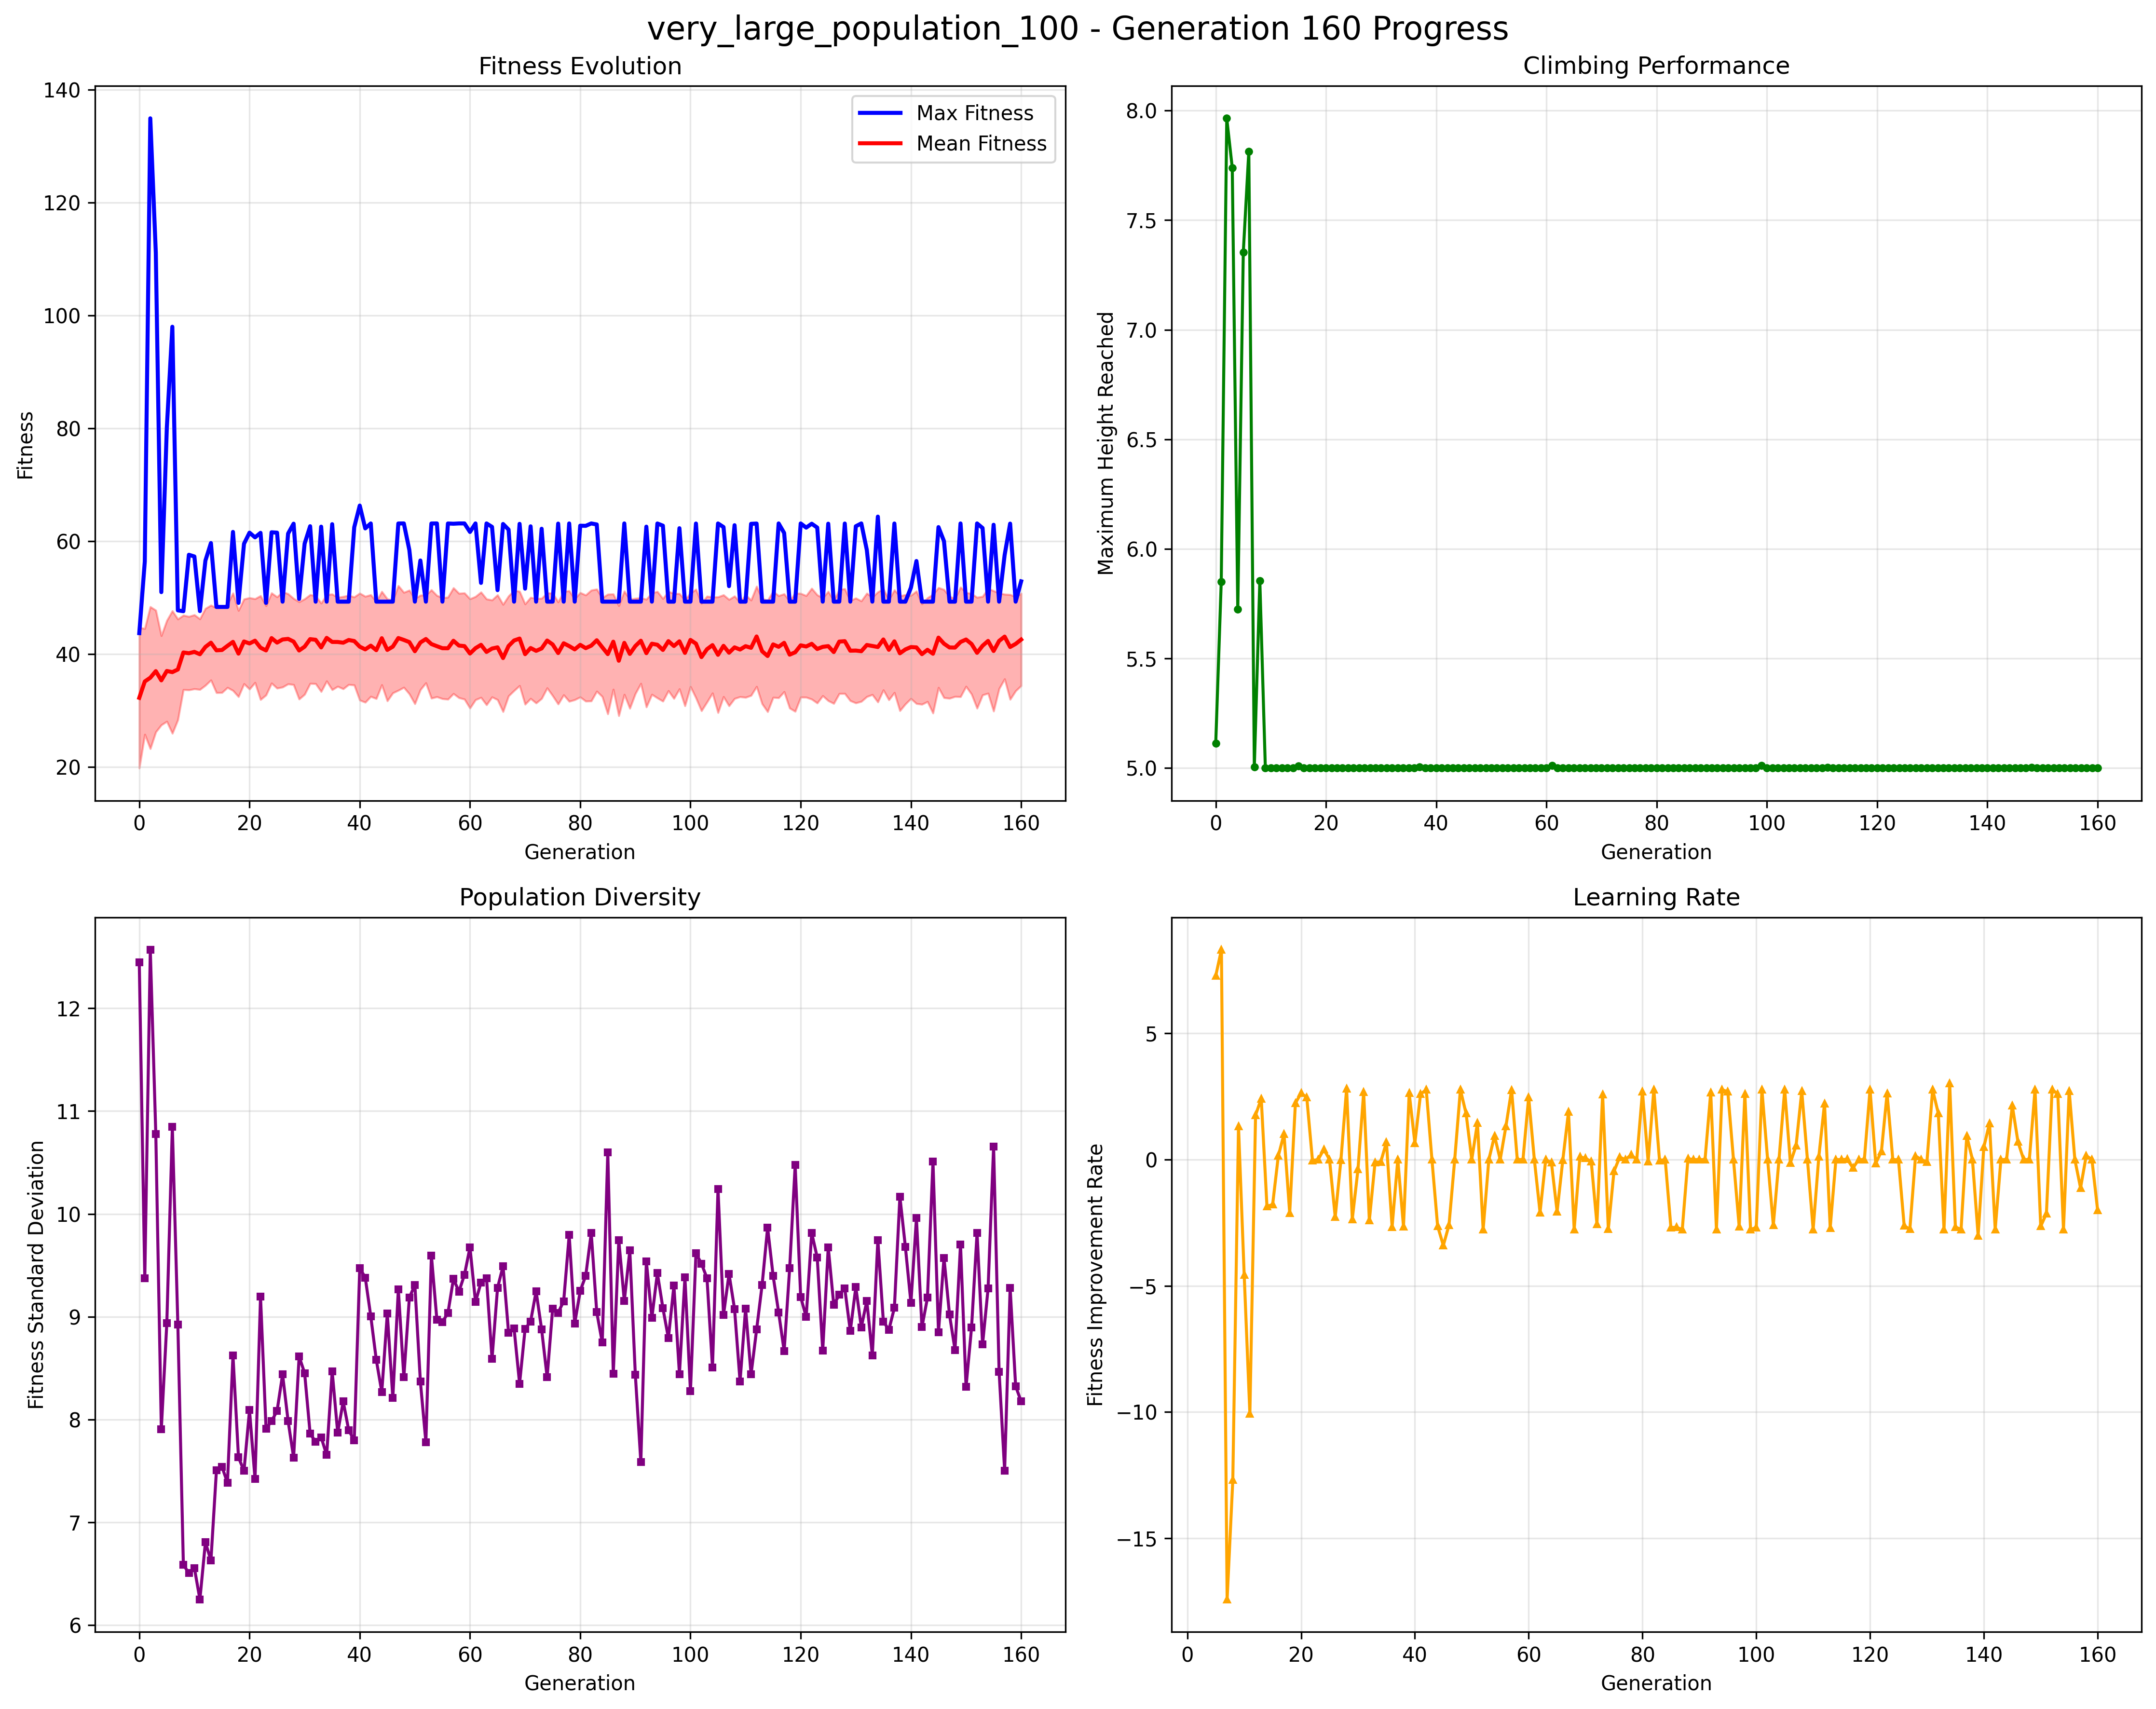 very_large_population_100 - Generation 160 Progress
Fitness Evolution
140
120
100
80
60
40
20
Fitness
Max Fitness
Mean Fitness
0 20 40 60 80 100 120 140 160
Generation
Climbing Performance
8.0
7.5
7.0
6.5
6.0
5.5
5.0
Maximum Height Reached
0 20 40 60 80 100 120 140 160
Generation
Population Diversity
12
11
10
9
8
7
6
Fitness Standard Deviation
0 20 40 60 80 100 120 140 160
Generation
Learning Rate
5
0
−5
−10
−15
Fitness Improvement Rate
0 20 40 60 80 100 120 140 160
Generation